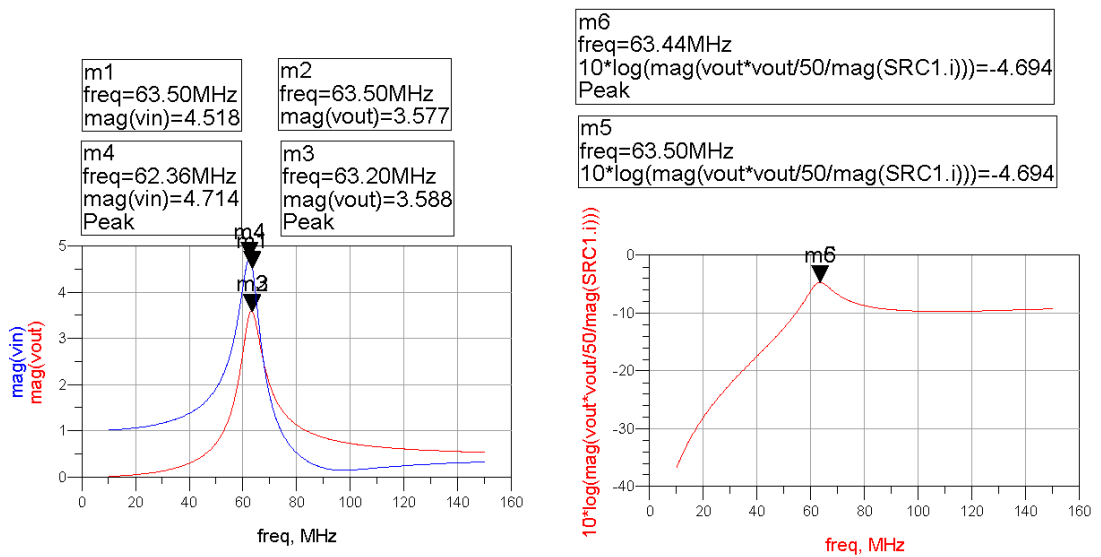 m1
freq=63.50MHz
mag(vin)=4.518
m2
freq=63.50MHz
mag(vout)=3.577
m4
freq=62.36MHz
mag(vin)=4.714
Peak
m3
freq=63.20MHz
mag(vout)=3.588
Peak
m6
freq=63.44MHz
10*log(mag(vout*vout/50/mag(SRC1.i)))=-4.694
Peak
m5
freq=63.50MHz
10*log(mag(vout*vout/50/mag(SRC1.i)))=-4.694
mag(vin)
mag(vout)
5
4
3
2
1
0
m4
0
20
40
60
80
100
120
140
160
freq, MHz
10*log(mag(vout*vout/50/mag(SRC1.i)))
0
-10
-20
-30
-40
0
20
40
60
80
100
120
140
160
freq, MHz